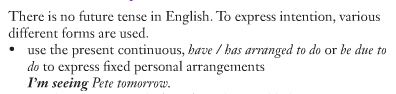 There is no future tense in English. To express intention, various
different forms are used.
• use the present continuous, have / has arranged to do or be due to
do to express fixed personal arrangements
I'm seeing Pete tomorrow.